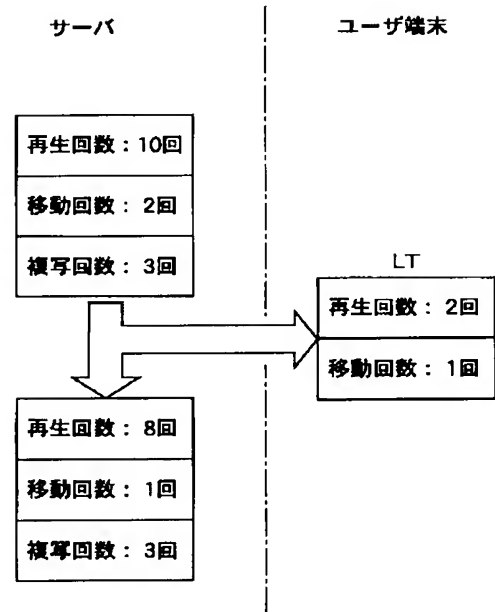 サーバ
ユーザ端末
再生回数：10回
移動回数：2回
複写回数：3回
LT
再生回数：2回
移動回数：1回
再生回数：8回
移動回数：1回
複写回数：3回